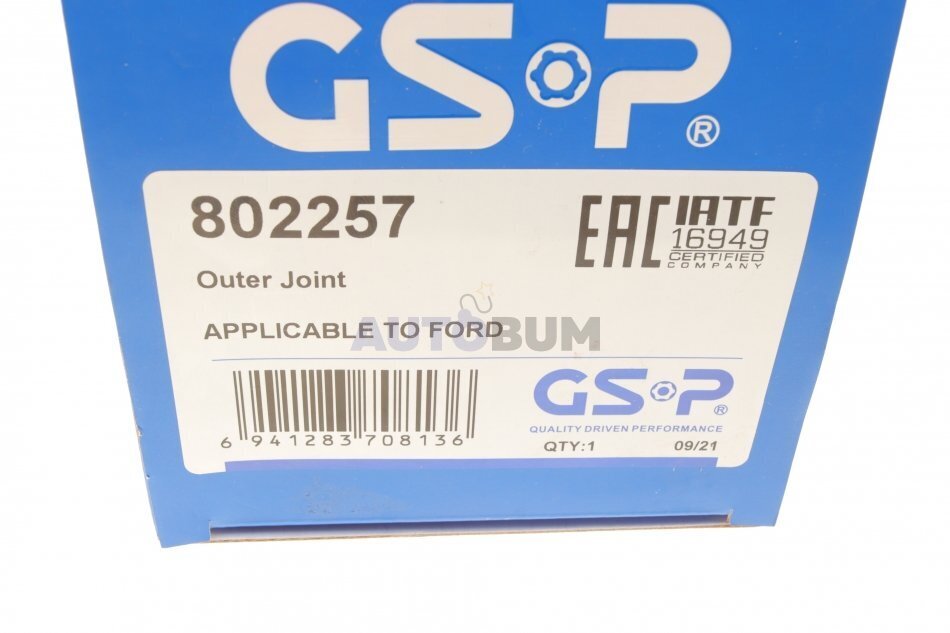 GSP®
802257
EAC
IATF
16949
CERTIFIED
COMPANY
Outer Joint
APPLICABLE TO FORD
AUTOBUM
6 941283 708136
GSP®
QUALITY DRIVEN PERFORMANCE
QTY:1 09/21